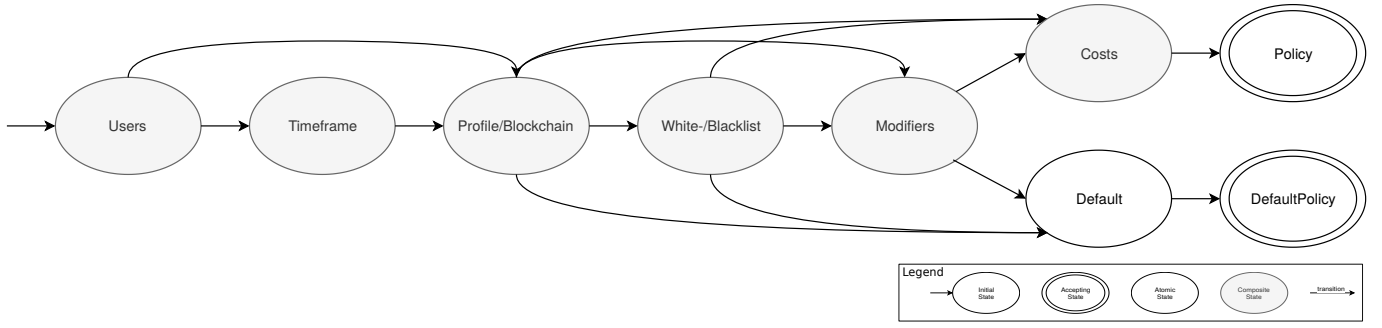 Users
Timeframe
Profile/Blockchain
White-/Blacklist
Modifiers
Costs
Policy
Default
DefaultPolicy
Legend
Initial
State
Accepting
State
Atomic
State
Composite
State
transition